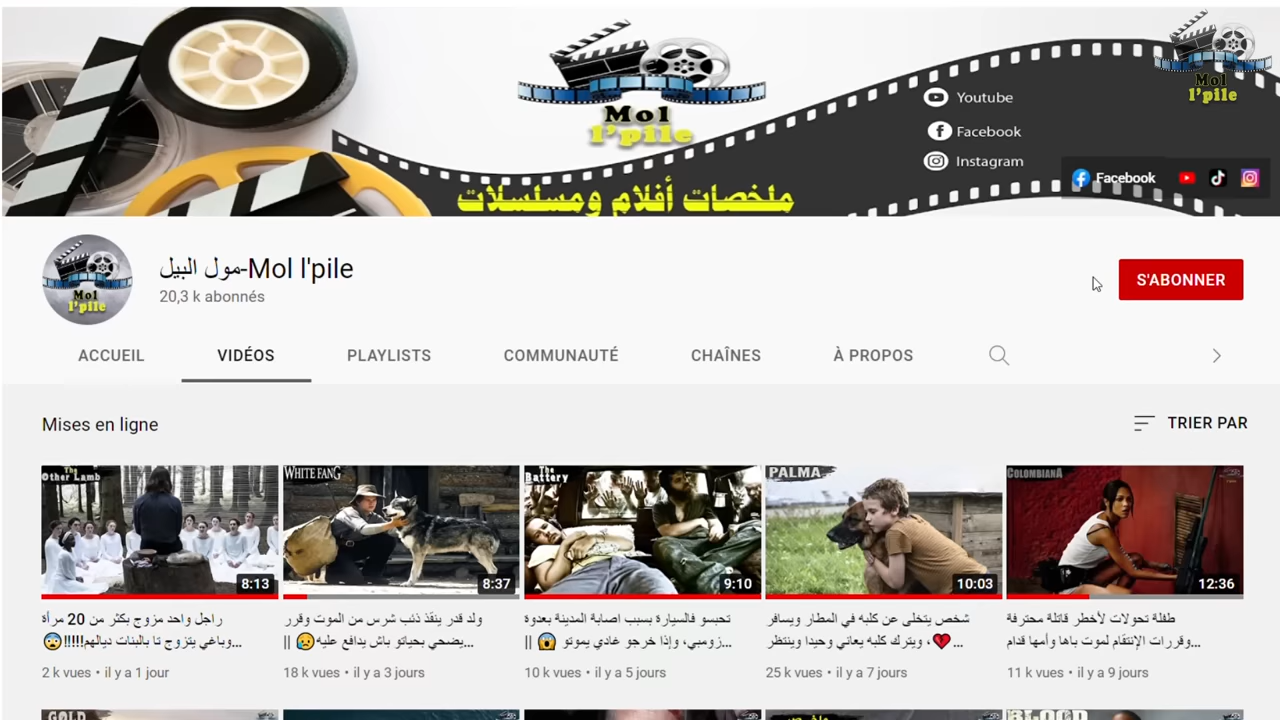 Mol
l'pile
Youtube
Facebook
Instagram
Mol
l'pile
Facebook
ملخصات أفلام ومسلسلات
Mol
l'pile
مول البيل-Mol l'pile
20,3 k abonnés
S'ABONNER
ACCUEIL
VIDÉOS
PLAYLISTS
COMMUNAUTÉ
CHAÎNES
À PROPOS
Mises en ligne
TRIER PAR
The
Other Lamb
8:13
WHITE FANG
8:37
The
Battery
9:10
PALMA
10:03
COLOMBIANA
12:36
راجل واحد مزوج بكثر من 20 مرأة
وباغي يتزوج تا بالبنات ديالهم!!!!!😨...
2 k vues • il y a 1 jour
ولد قدر ينقذ ذئب شرس من الموت وقرر
يضحي بحياتو باش يدافع عليه😥 || ...
18 k vues • il y a 3 jours
تحبسو فالسيارة بسبب اصابة المدينة بعدوة
زومبي، وإذا خرجو غادي يموتو 😱 || ...
10 k vues • il y a 5 jours
شخص يتخلى عن كلبه في المطار ويسافر
، ويترك كلبه يعاني وحيدا وينتظر💔 ...
25 k vues • il y a 7 jours
طفلة تحولات لأخطر قاتلة محترفة
وقررات الإنتقام لموت باها وأمها قدام...
11 k vues • il y a 9 jours
GOLD
BLOOD